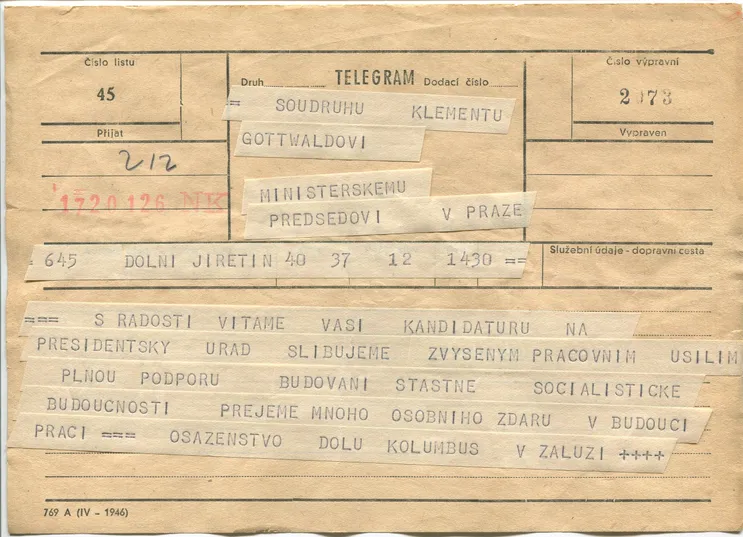 Číslo listu
45
Přijat
212
1720126 NK
Druh TELEGRAM Dodací číslo
= SOUDRUHU KLEMENTU
GOTTWALDOVI
MINISTERSKEMU
PREDSEDOVI V PRAZE
Číslo výpravní
2073
Vypraven
= 645 DOLNI JIRETIN 40 37 12 1430 ==
Služební údaje - dopravní cesta
=== S RADOSTI VITAME VASI KANDIDATURU NA
PRESIDENTSKY URAD SLIBUJEME ZVYSENYM PRACOVNIM USILIM
PLNOU PODPORU BUDOVANI STASTNE SOCIALISTICKE
BUDOUCNOSTI PREJEME MNOHO OSOBNIHO ZDARU V BUDOUCI
PRACI === OSAZENSTVO DOLU KOLUMBUS V ZALUZI ++++
769 A (IV - 1946)